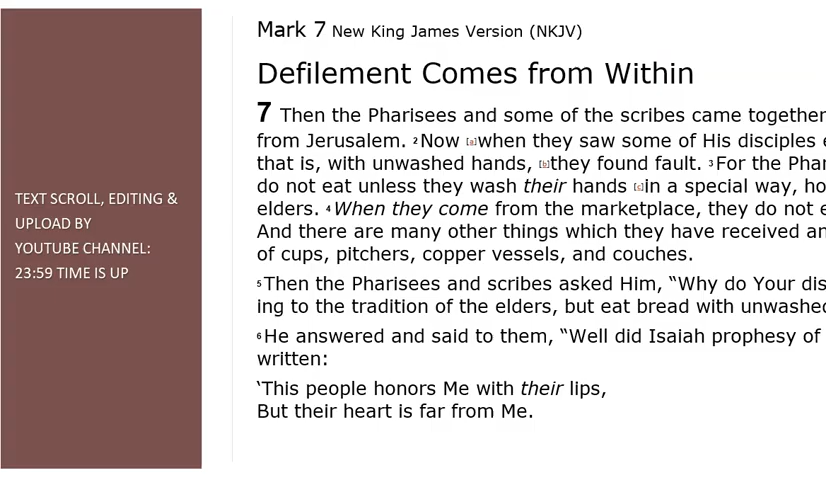 TEXT SCROLL, EDITING &
UPLOAD BY
YOUTUBE CHANNEL:
23:59 TIME IS UP
Mark 7 New King James Version (NKJV)
Defilement Comes from Within
7 Then the Pharisees and some of the scribes came together
from Jerusalem. 2 Now [a]when they saw some of His disciples
that is, with unwashed hands, [b]they found fault. 3 For the
do not eat unless they wash their hands [c]in a special way,
elders. 4 When they come from the marketplace, they do not
And there are many other things which they have received
of cups, pitchers, copper vessels, and couches.
5 Then the Pharisees and scribes asked Him, “Why do Your
ing to the tradition of the elders, but eat bread with
6 He answered and said to them, “Well did Isaiah prophesy of
written:
‘This people honors Me with their lips,
But their heart is far from Me.